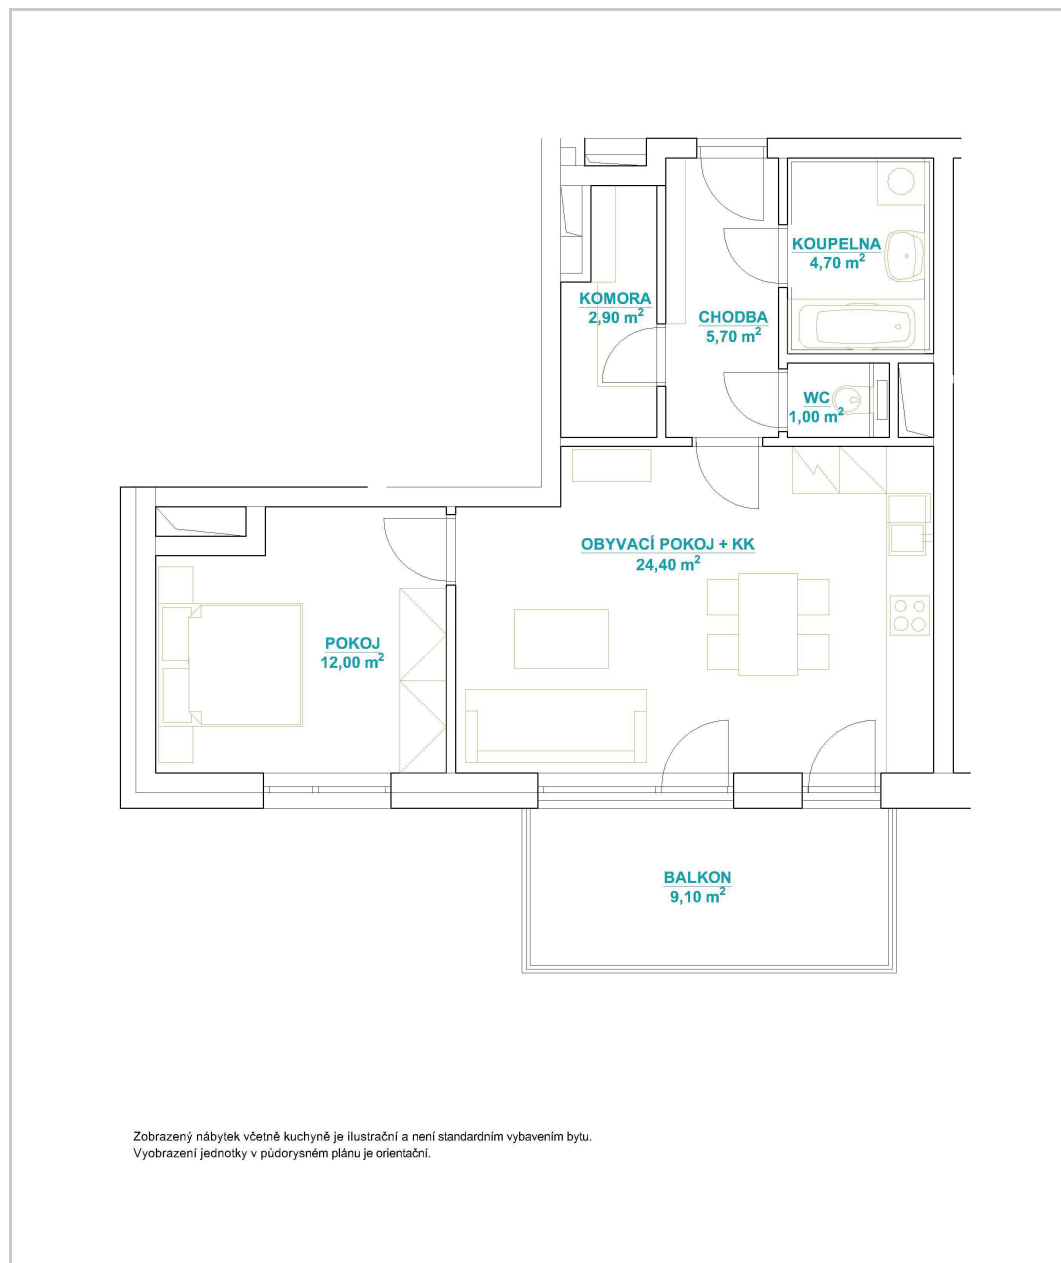 KOUPELNA
4,70 m²
KOMORA
2,90 m²
CHODBA
5,70 m²
WC
1,00 m²
OBYVACÍ POKOJ + KK
24,40 m²
POKOJ
12,00 m²
BALKON
9,10 m²
Zobrazený nábytek včetně kuchyně je ilustrační a není standardním vybavením bytu.
Vyobrazení jednotky v půdorysném plánu je orientační.